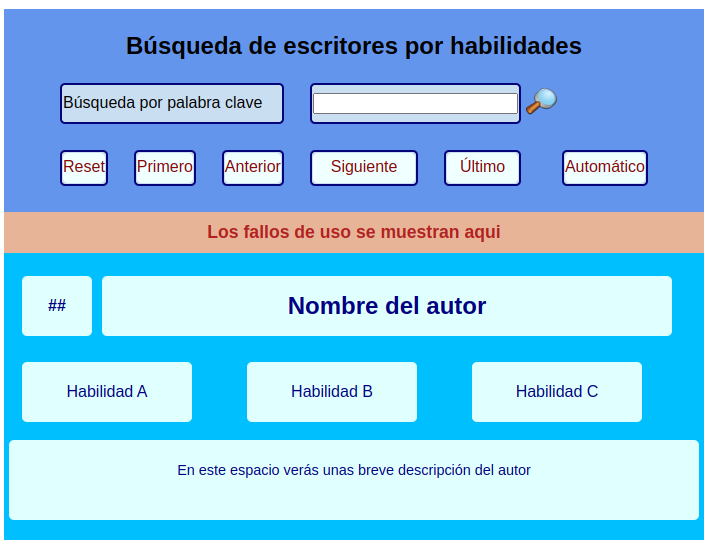 Búsqueda de escritores por habilidades
Búsqueda por palabra clave
Reset Primero Anterior Siguiente Último Automático
Los fallos de uso se muestran aqui
## Nombre del autor
Habilidad A Habilidad B Habilidad C
En este espacio verás unas breve descripción del autor